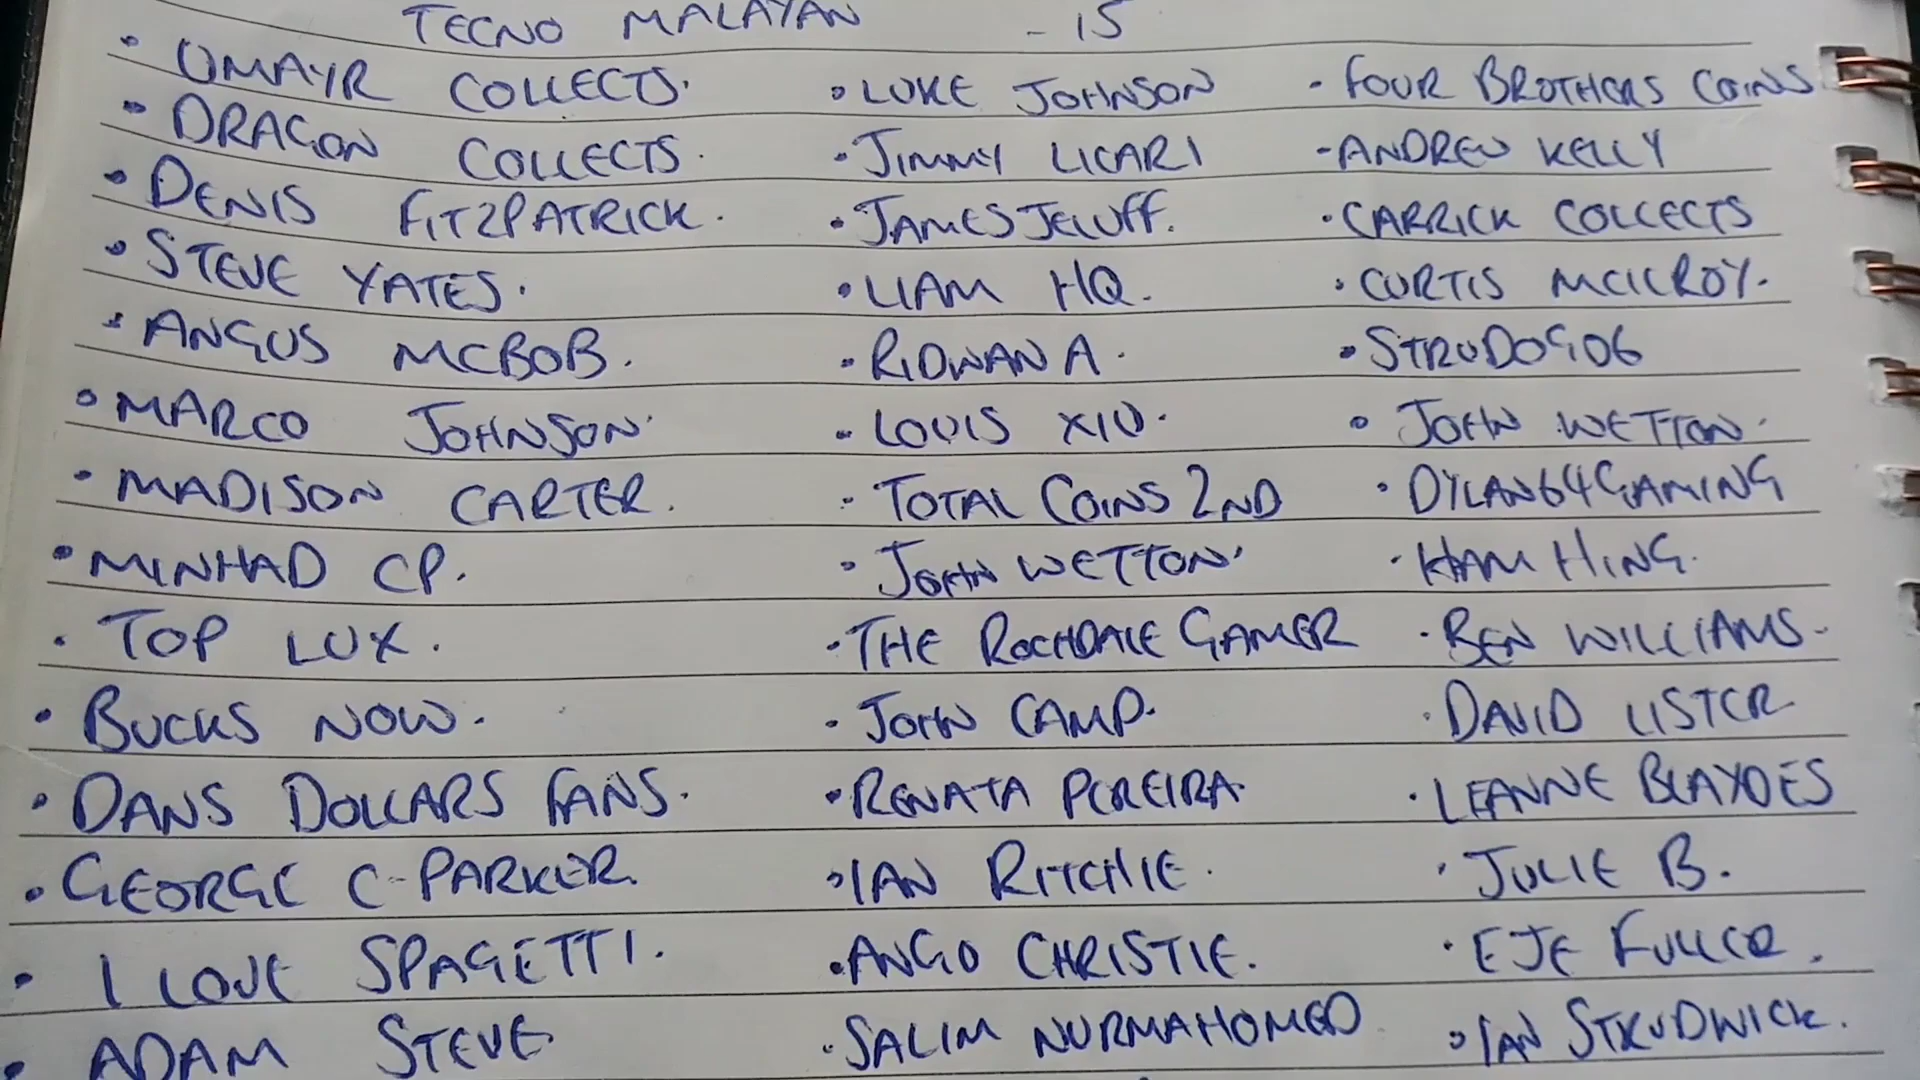 TECNO MALAYAN - 15
• UMAYR COLLECTS. • LUKE JOHNSON • FOUR BROTHERS COINS
• DRAGON COLLECTS. • JIMMY LICARI - ANDREW KELLY
• DENIS FITZPATRICK. • JAMES JELUFF. • CARRICK COLLECTS
• STEVE YATES. • LIAM HQ. • CURTIS MCILROY.
• ANGUS MCBOB. • RIDWAN A. • STRUDOG06
• MARCO JOHNSON. • LOUIS XIV. • JOHN WETTON.
• MADISON CARTER. • TOTAL COINS 2ND • DYLAN64GAMING
• MINHAD CP. • JOHN WETTON. • HAM HING.
• TOP LUX. • THE ROCHDALE GAMER • BEN WILLIAMS.
• BUCKS NOW. • JOHN CAMP. • DAVID LISTER
• DANS DOLLARS FANS. • RENATA PEREIRA. • LEANNE BLAYDES
• GEORGE C-PARKER. • IAN RITCHIE. • JULIE B.
• I LOVE SPAGETTI. • ANGO CHRISTIE. • EJE FULLER.
• ADAM STEVE • SALIM NURMAHOMED • IAN STRUDWICK.